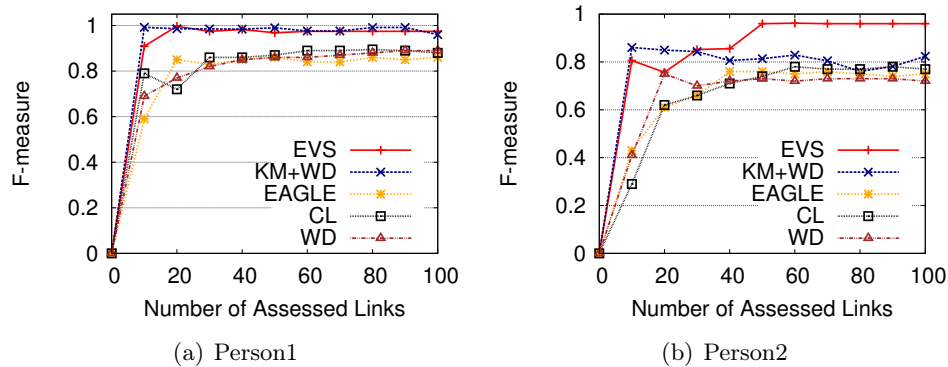 F-measure
1
0.8
0.6
0.4
0.2
0
EVS
KM+WD
EAGLE
CL
WD
0 20 40 60 80 100
Number of Assessed Links
(a) Person1
F-measure
1
0.8
0.6
0.4
0.2
0
EVS
KM+WD
EAGLE
CL
WD
0 20 40 60 80 100
Number of Assessed Links
(b) Person2